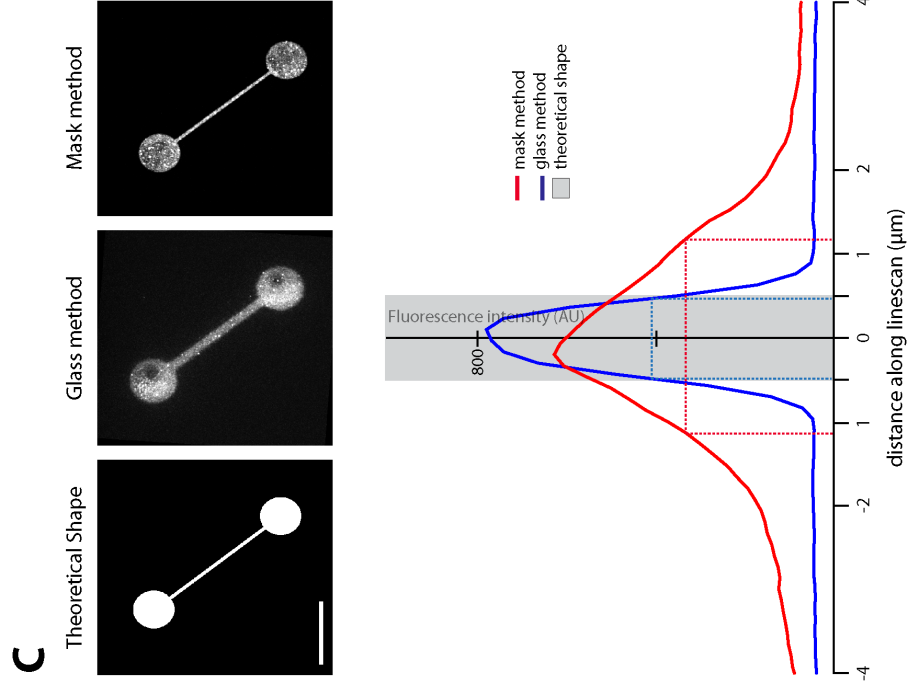 C
Theoretical Shape
Glass method
Mask method
Fluorescence intensity (AU)
800
mask method
glass method
theoretical shape
-4
-2
1
0
1
2
4
distance along linescan (µm)